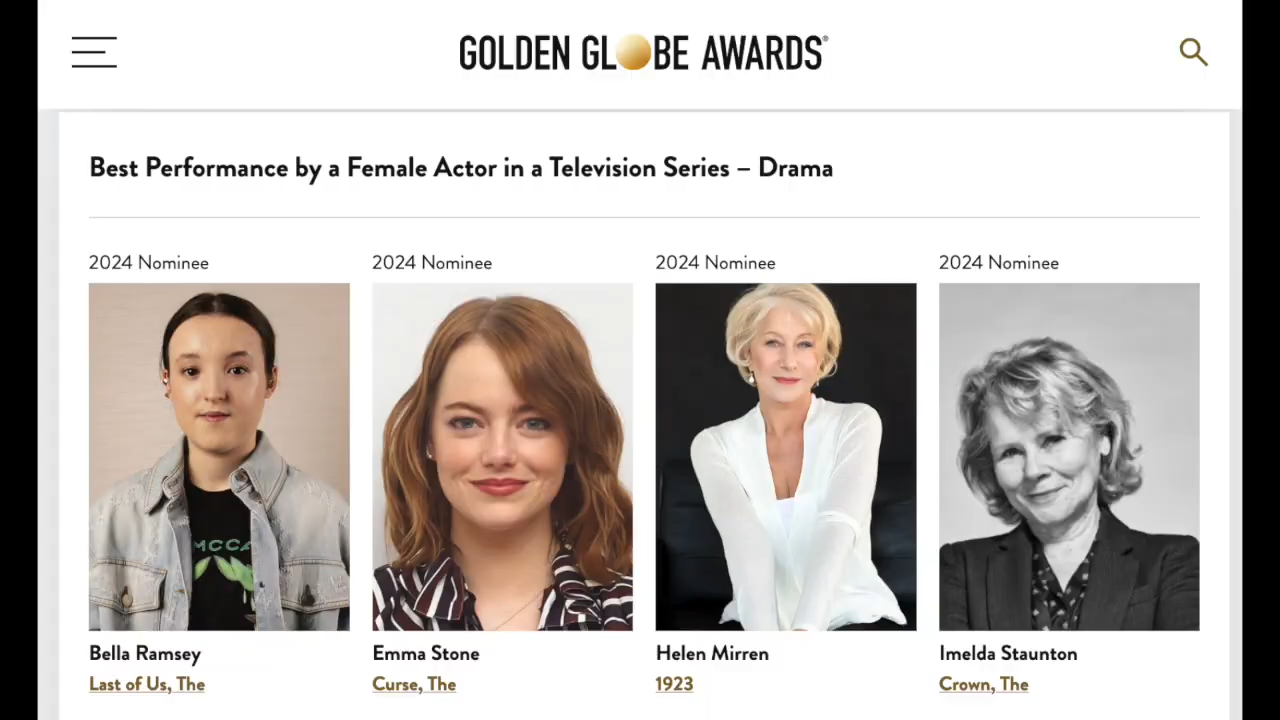 GOLDEN GLOBE AWARDS®
Best Performance by a Female Actor in a Television Series – Drama
2024 Nominee
2024 Nominee
2024 Nominee
2024 Nominee
MCCA
Bella Ramsey
Emma Stone
Helen Mirren
Imelda Staunton
Last of Us, The
Curse, The
1923
Crown, The